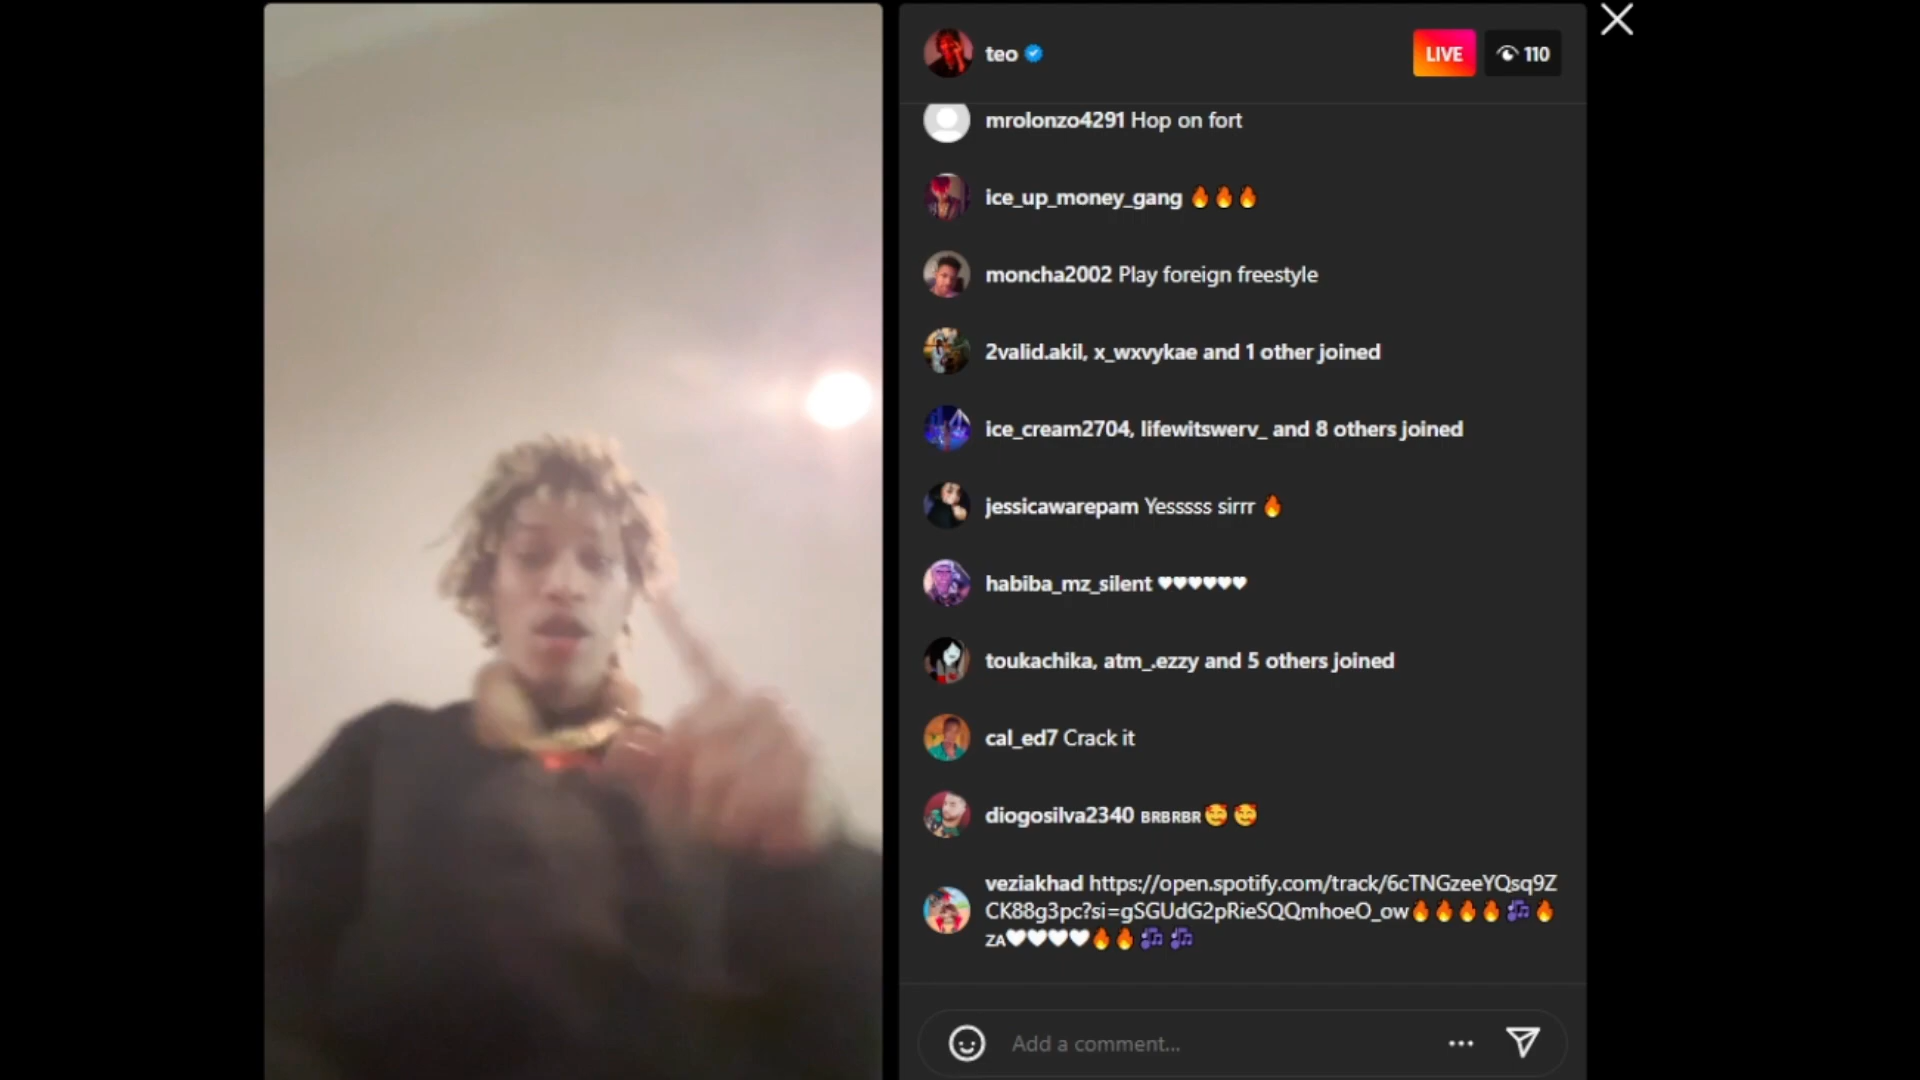 teo
LIVE
110
mrolonzo4291 Hop on fort
ice_up_money_gang 🔥🔥🔥
moncha2002 Play foreign freestyle
2valid.akil, x_wxvykae and 1 other joined
ice_cream2704, lifewitswerv_ and 8 others joined
jessicawarepam Yesssss sirrr 🔥
habiba_mz_silent ♥♥♥♥♥♥
toukachika, atm_.ezzy and 5 others joined
cal_ed7 Crack it
diogosilva2340 🇧🇷🇧🇷🇧🇷🥰🥰
veziakhad https://open.spotify.com/track/6cTNGzeeYQsq9Z
CK88g3pc?si=gSGUdG2pRieSQQmhoeO_ow🔥🔥🔥🔥🎶🔥
🇿🇦🤍🤍🤍🤍🔥🔥🎶🎶
Add a comment...